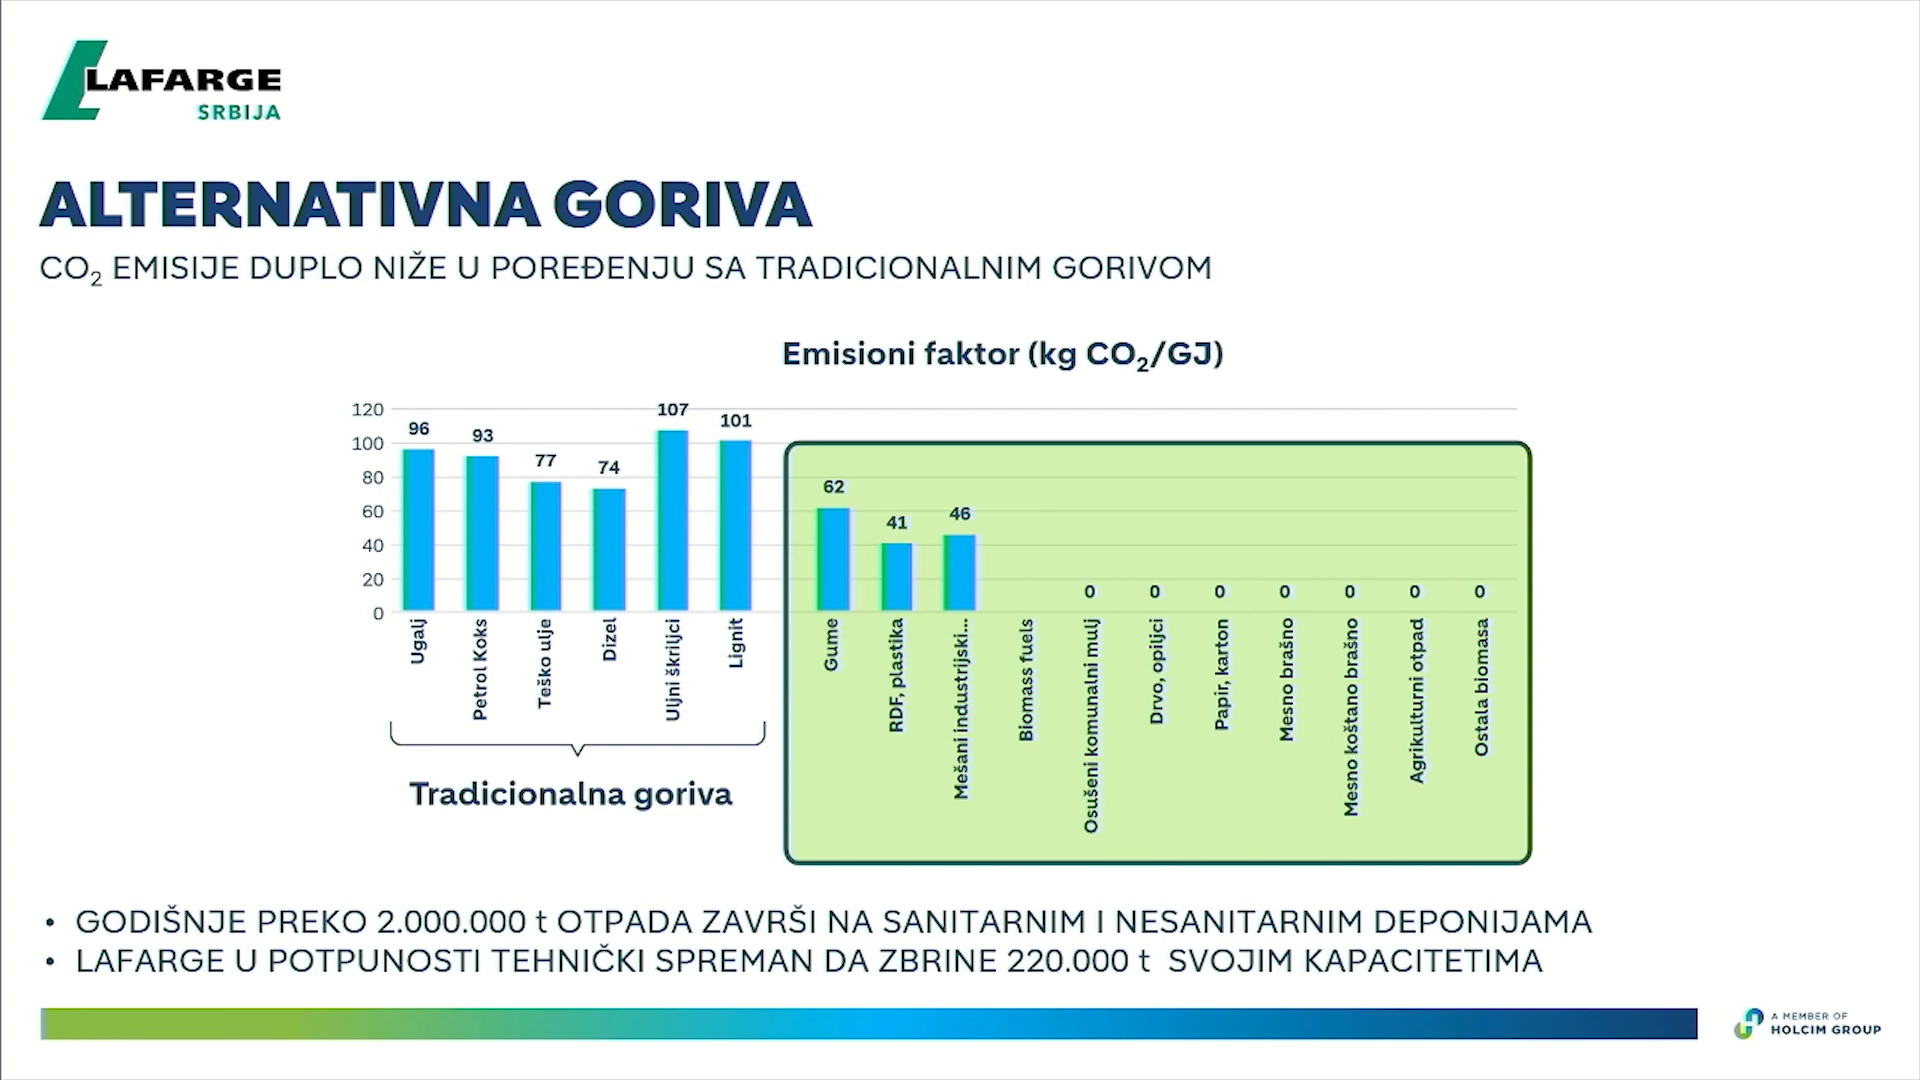 LAFARGE
SRBIJA
ALTERNATIVNA GORIVA
CO₂ EMISIJE DUPLO NIŽE U POREĐENJU SA TRADICIONALNIM GORIVOM
Emisioni faktor (kg CO₂/GJ)
120
100
80
60
40
20
0
96
93
77
74
107
101
62
41
46
0
0
0
0
0
0
0
Ugalj
Petrol Koks
Teško ulje
Dizel
Uljni škriljci
Lignit
Gume
RDF, plastika
Mešani industrijski...
Biomass fuels
Osušeni komunalni mulj
Drvo, opiljci
Papir, karton
Mesno brašno
Mesno koštano brašno
Agrikulturni otpad
Ostala biomasa
Tradicionalna goriva
• GODIŠNJE PREKO 2.000.000 t OTPADA ZAVRŠI NA SANITARNIM I NESANITARNIM DEPONIJAMA
• LAFARGE U POTPUNOSTI TEHNIČKI SPREMAN DA ZBRINE 220.000 t SVOJIM KAPACITETIMA
A MEMBER OF
HOLCIM GROUP